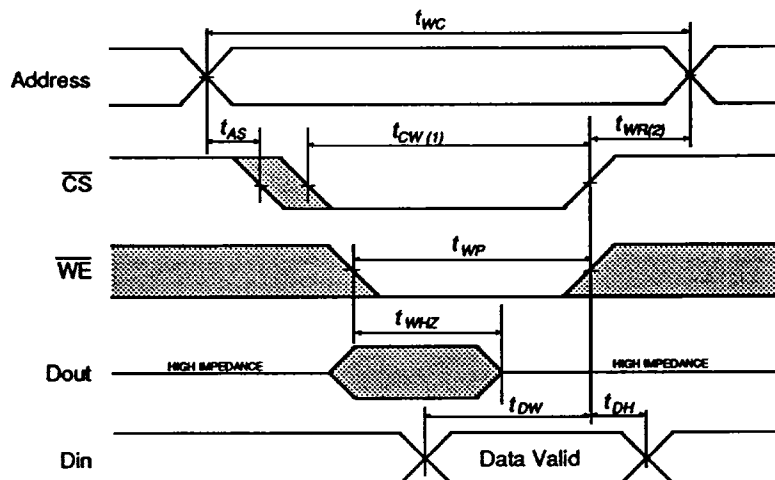 tWC
Address
tAS
tCW (1)
tWR(2)
CS
tWP
WE
tWHZ
HIGH IMPEDANCE
HIGH IMPEDANCE
Dout
tDW
tDH
Din
Data Valid